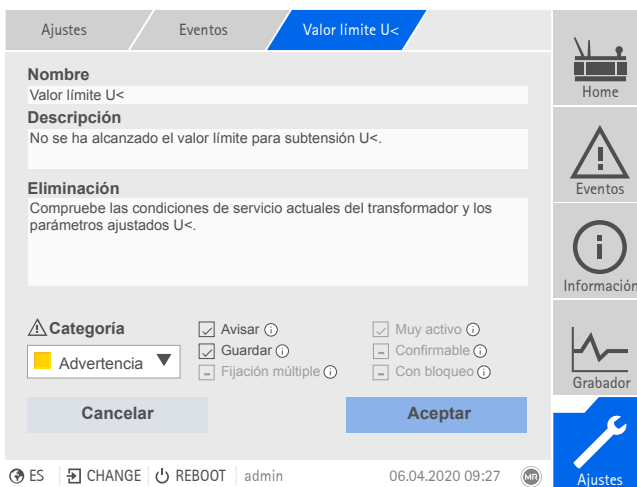 Ajustes
Eventos
Valor límite U<
Nombre
Valor límite U<
Descripción
No se ha alcanzado el valor límite para subtensión U<.
Eliminación
Compruebe las condiciones de servicio actuales del transformador y los
parámetros ajustados U<.
Categoría
Advertencia
Avisar
Guardar
Fijación múltiple
Muy activo
Confirmable
Con bloqueo
Cancelar
Aceptar
ES
CHANGE
REBOOT
admin
06.04.2020 09:27
MR
Home
Eventos
Información
Grabador
Ajustes